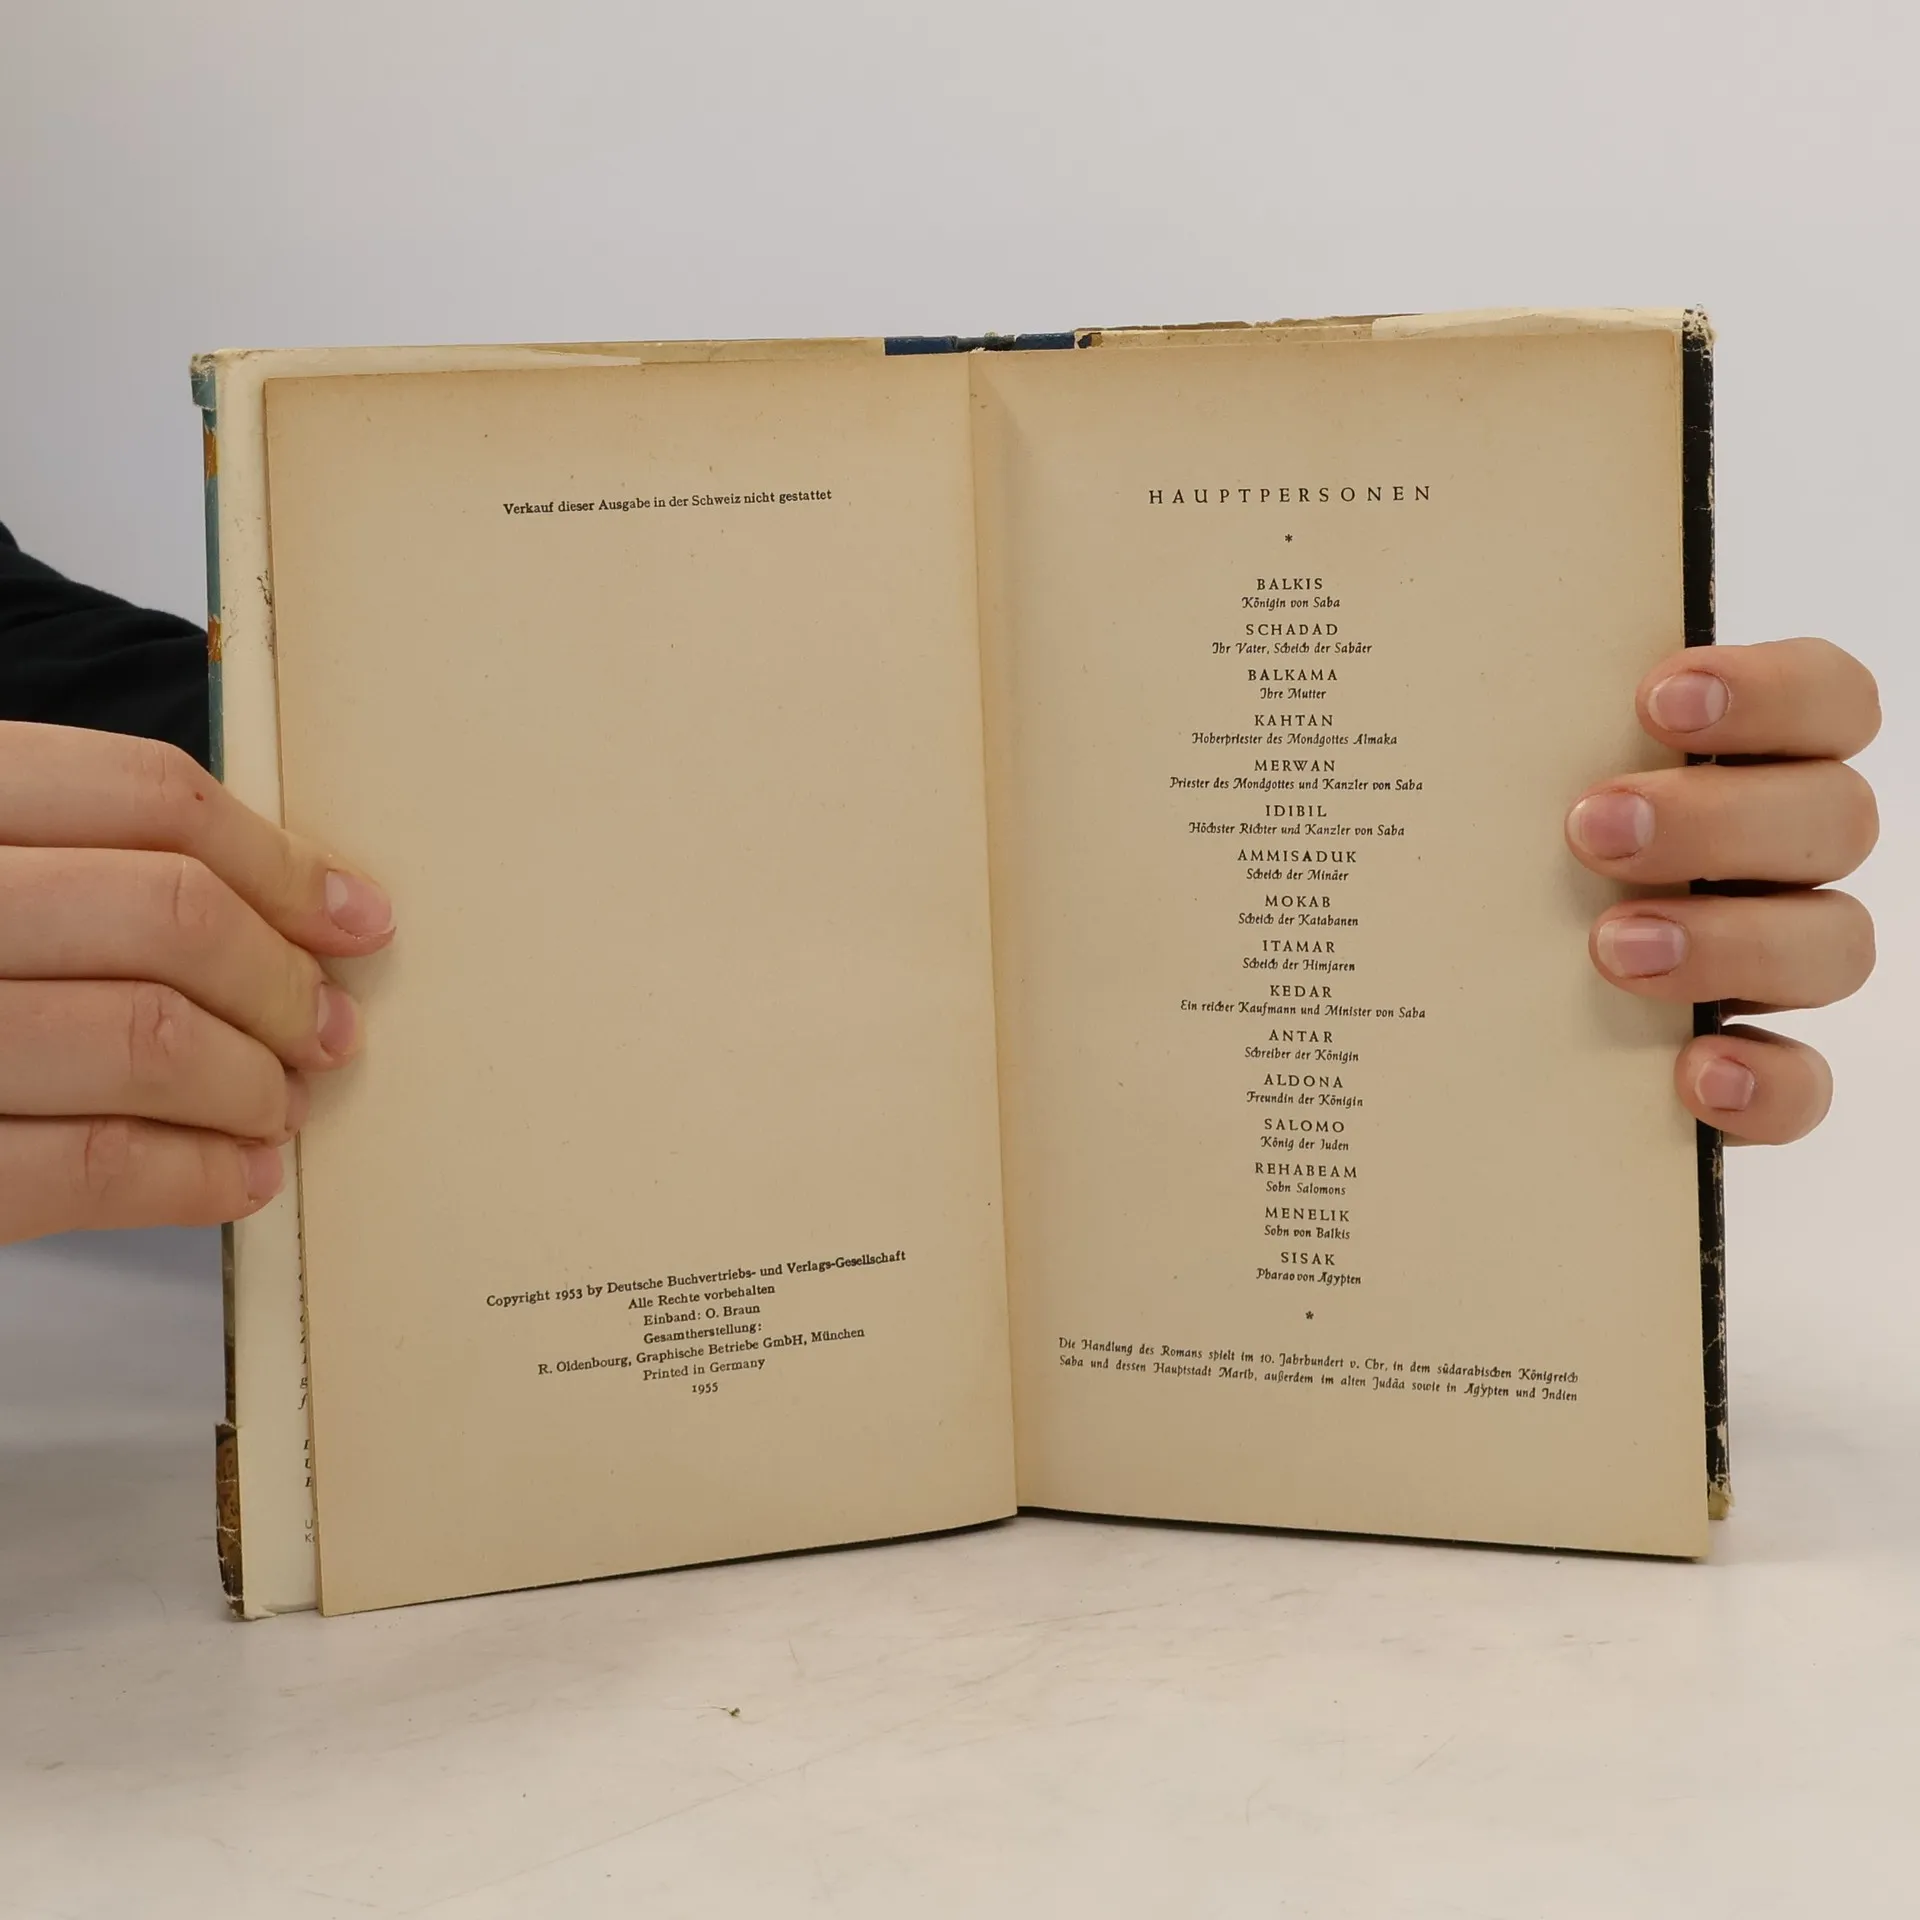 Verkauf dieser Ausgabe in der Schweiz nicht gestattet
Copyright 1953 by Deutsche Buchvertriebs- und Verlags-Gesellschaft
Alle Rechte vorbehalten
Einband: O. Braun
Gesamtherstellung:
R. Oldenbourg, Graphische Betriebe GmbH, München
Printed in Germany
1955
HAUPTPERSONEN
*
BALKIS
Königin von Saba
SCHADAD
Ihr Vater, Scheich der Sabäer
BALKAMA
Ihre Mutter
KAHTAN
Hoherpriester des Mondgottes Almaka
MERWAN
Priester des Mondgottes und Kanzler von Saba
IDIBIL
Höchster Richter und Kanzler von Saba
AMMISADUK
Scheich der Minäer
MOKAB
Scheich der Katabanen
ITAMAR
Scheich der Himjaren
KEDAR
Ein reicher Kaufmann und Minister von Saba
ANTAR
Schreiber der Königin
ALDONA
Freundin der Königin
SALOMO
König der Juden
REHABEAM
Sohn Salomons
MENELIK
Sohn von Balkis
SISAK
Pharao von Ägypten
*
Die Handlung des Romans spielt im 10. Jahrhundert v. Chr. in dem südarabischen Königreich
Saba und dessen Hauptstadt Marib, außerdem im alten Judäa sowie in Ägypten und Indien